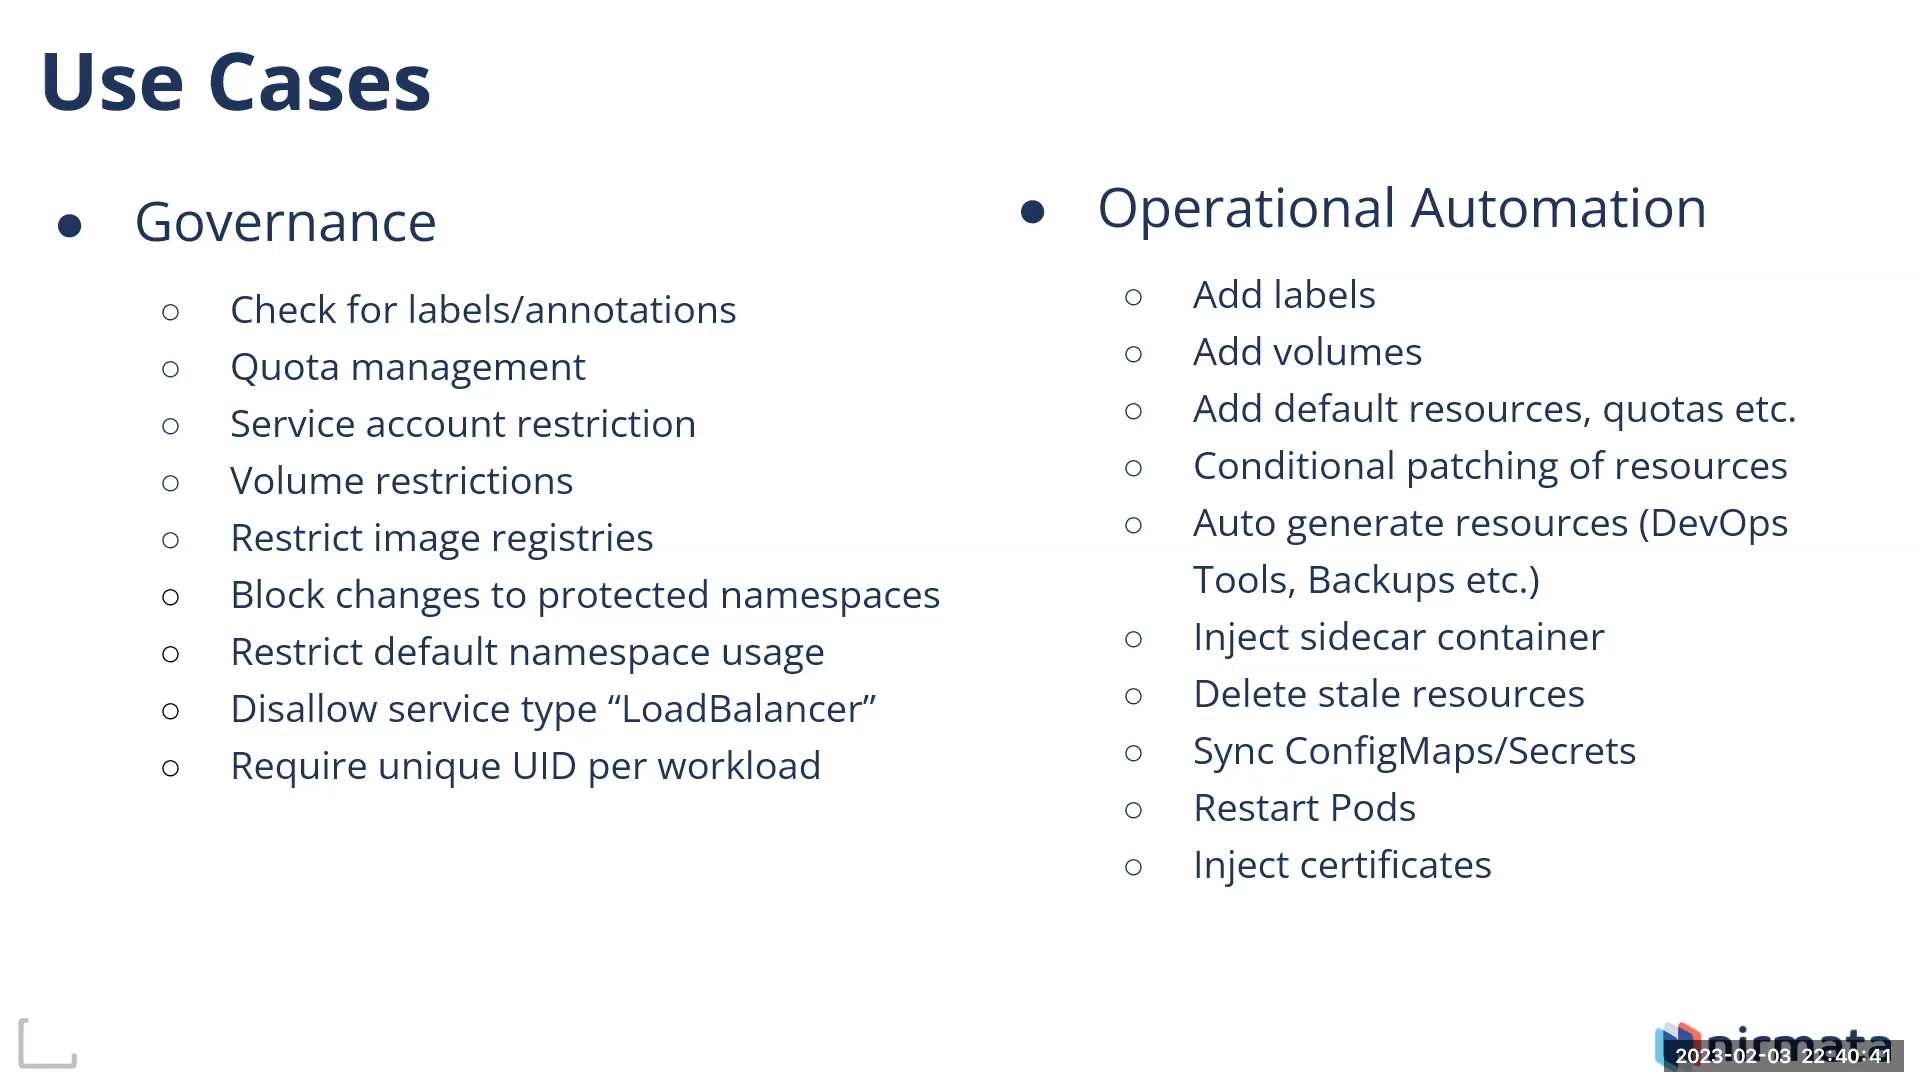 Use Cases
● Governance
○ Check for labels/annotations
○ Quota management
○ Service account restriction
○ Volume restrictions
○ Restrict image registries
○ Block changes to protected namespaces
○ Restrict default namespace usage
○ Disallow service type “LoadBalancer”
○ Require unique UID per workload
● Operational Automation
○ Add labels
○ Add volumes
○ Add default resources, quotas etc.
○ Conditional patching of resources
○ Auto generate resources (DevOps
Tools, Backups etc.)
○ Inject sidecar container
○ Delete stale resources
○ Sync ConfigMaps/Secrets
○ Restart Pods
○ Inject certificates
nirmata
2023-02-03 22:40:41